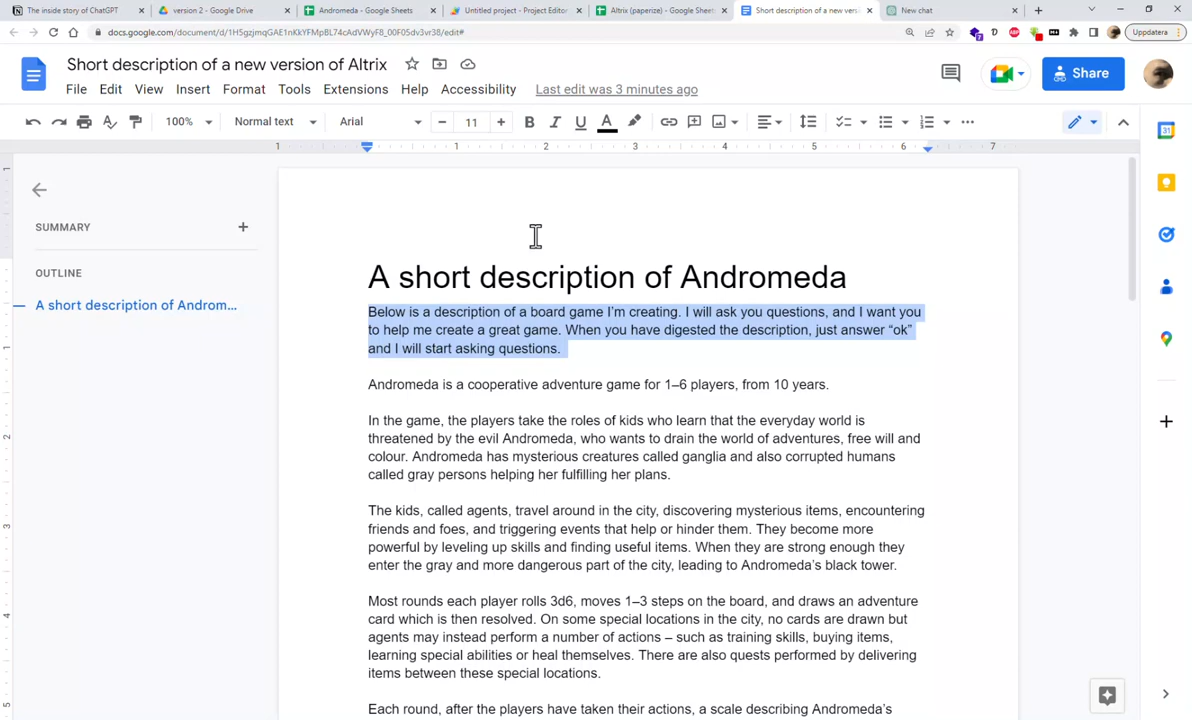 The inside story of ChatGPT
version 2 - Google Drive
Andromeda - Google Sheets
Untitled project - Project Editor
Altrix (paperize) - Google Sheets
Short description of a new versi
New chat
docs.google.com/document/d/1H5gzjmqGAE1nKkYFMpBL74cAdVWyF8_00F05dv3vr38/edit#
Uppdatera
Short description of a new version of Altrix
Share
File Edit View Insert Format Tools Extensions Help Accessibility Last edit was 3 minutes ago
100% Normal text Arial 11 B I U A
1 1 2 3 4 5 6 7
SUMMARY
OUTLINE
A short description of Androm...
A short description of Andromeda
Below is a description of a board game I’m creating. I will ask you questions, and I want you
to help me create a great game. When you have digested the description, just answer “ok”
and I will start asking questions.
Andromeda is a cooperative adventure game for 1–6 players, from 10 years.
In the game, the players take the roles of kids who learn that the everyday world is
threatened by the evil Andromeda, who wants to drain the world of adventures, free will and
colour. Andromeda has mysterious creatures called ganglia and also corrupted humans
called gray persons helping her fulfilling her plans.
The kids, called agents, travel around in the city, discovering mysterious items, encountering
friends and foes, and triggering events that help or hinder them. They become more
powerful by leveling up skills and finding useful items. When they are strong enough they
enter the gray and more dangerous part of the city, leading to Andromeda’s black tower.
Most rounds each player rolls 3d6, moves 1–3 steps on the board, and draws an adventure
card which is then resolved. On some special locations in the city, no cards are drawn but
agents may instead perform a number of actions – such as training skills, buying items,
learning special abilities or heal themselves. There are also quests performed by delivering
items between these special locations.
Each round, after the players have taken their actions, a scale describing Andromeda’s